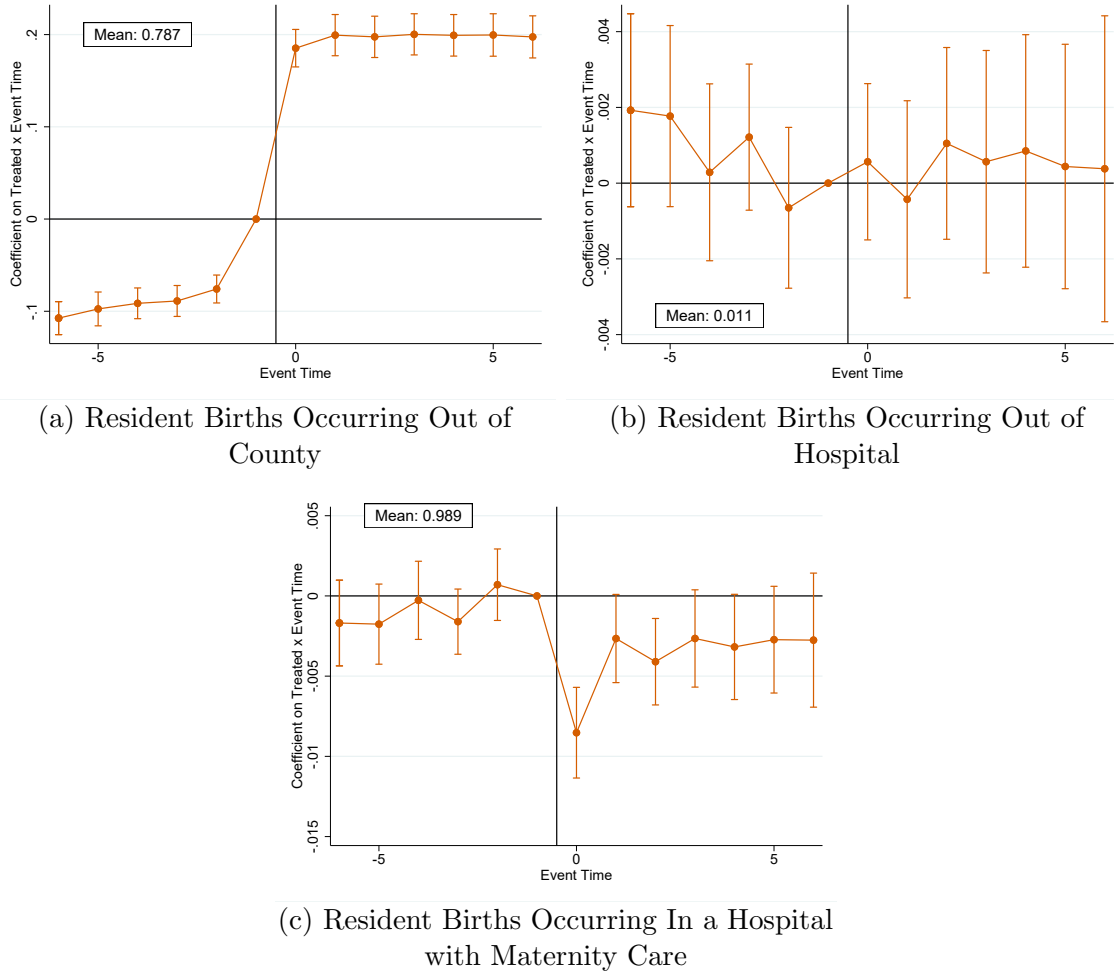 Mean: 0.787
Coefficient on Treated x Event Time
.2
.1
0
-.1
-5
0
5
Event Time
(a) Resident Births Occurring Out of
County
Coefficient on Treated x Event Time
.004
.002
0
-.002
-.004
Mean: 0.011
-5
0
5
Event Time
(b) Resident Births Occurring Out of
Hospital
Mean: 0.989
Coefficient on Treated x Event Time
.005
0
-.005
-.01
-.015
-5
0
5
Event Time
(c) Resident Births Occurring In a Hospital
with Maternity Care